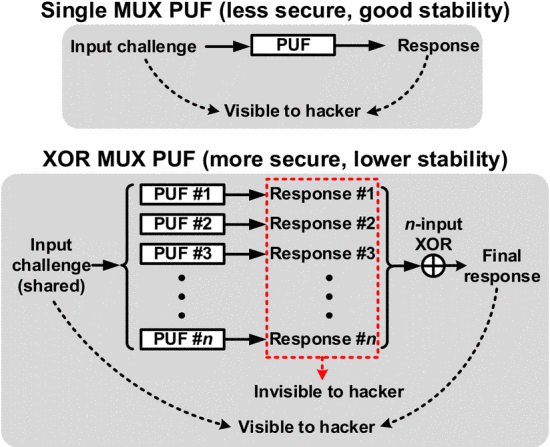 Single MUX PUF (less secure, good stability)
Input challenge
PUF
Response
Visible to hacker
XOR MUX PUF (more secure, lower stability)
PUF #1
Response #1
PUF #2
Response #2
PUF #3
Response #3
Input
challenge
(shared)
n-input
XOR
Final
response
PUF #n
Response #n
Invisible to hacker
Visible to hacker